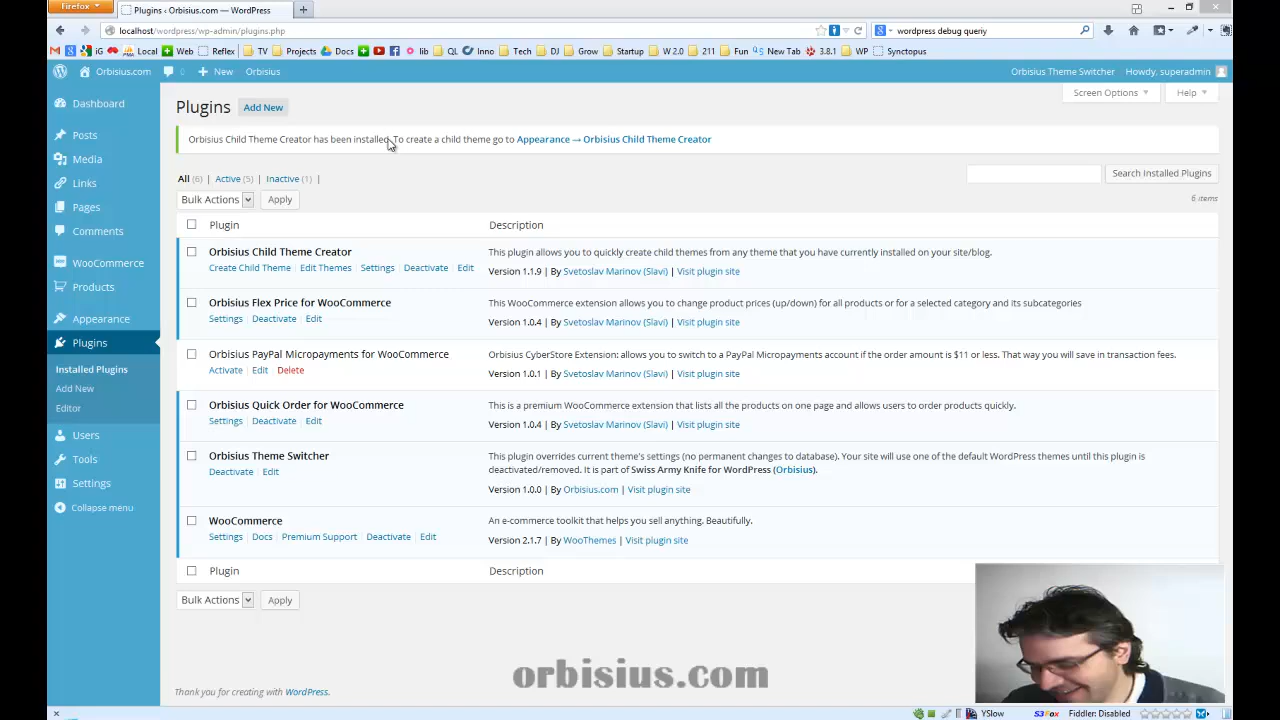 Firefox
Plugins ‹ Orbisius.com — WordPress
localhost/wordpress/wp-admin/plugins.php
wordpress debug queriy
Web Local iG Web Reflex TV Projects Docs lib QL Inno Tech DJ Grow Startup W 2.0 211 Fun New Tab 3.8.1 WP Synctopus
Orbisius.com New Orbisius Orbisius Theme Switcher Howdy, superadmin
Screen Options Help
Dashboard
Posts
Media
Links
Pages
Comments
WooCommerce
Products
Appearance
Plugins
Installed Plugins
Add New
Editor
Users
Tools
Settings
Collapse menu
Plugins Add New
Orbisius Child Theme Creator has been installed. To create a child theme go to Appearance → Orbisius Child Theme Creator
All (6) | Active (5) | Inactive (1) |
Search Installed Plugins
Bulk Actions Apply
6 items
Plugin Description
Orbisius Child Theme Creator
Create Child Theme | Edit Themes | Settings | Deactivate | Edit
This plugin allows you to quickly create child themes from any theme that you have currently installed on your site/blog.
Version 1.1.9 | By Svetoslav Marinov (Slavi) | Visit plugin site
Orbisius Flex Price for WooCommerce
Settings | Deactivate | Edit
This WooCommerce extension allows you to change product prices (up/down) for all products or for a selected category and its subcategories
Version 1.0.4 | By Svetoslav Marinov (Slavi) | Visit plugin site
Orbisius PayPal Micropayments for WooCommerce
Activate | Edit | Delete
Orbisius CyberStore Extension: allows you to switch to a PayPal Micropayments account if the order amount is $11 or less. That way you will save in transaction fees.
Version 1.0.1 | By Svetoslav Marinov (Slavi) | Visit plugin site
Orbisius Quick Order for WooCommerce
Settings | Deactivate | Edit
This is a premium WooCommerce extension that lists all the products on one page and allows users to order products quickly.
Version 1.0.4 | By Svetoslav Marinov (Slavi) | Visit plugin site
Orbisius Theme Switcher
Deactivate | Edit
This plugin overrides current theme's settings (no permanent changes to database). Your site will use one of the default WordPress themes until this plugin is
deactivated/removed. It is part of Swiss Army Knife for WordPress (Orbisius).
Version 1.0.0 | By Orbisius.com | Visit plugin site
WooCommerce
Settings | Docs | Premium Support | Deactivate | Edit
An e-commerce toolkit that helps you sell anything. Beautifully.
Version 2.1.7 | By WooThemes | Visit plugin site
Plugin Description
Bulk Actions Apply
orbisius.com
Thank you for creating with WordPress.
YSlow S3Fox Fiddler: Disabled